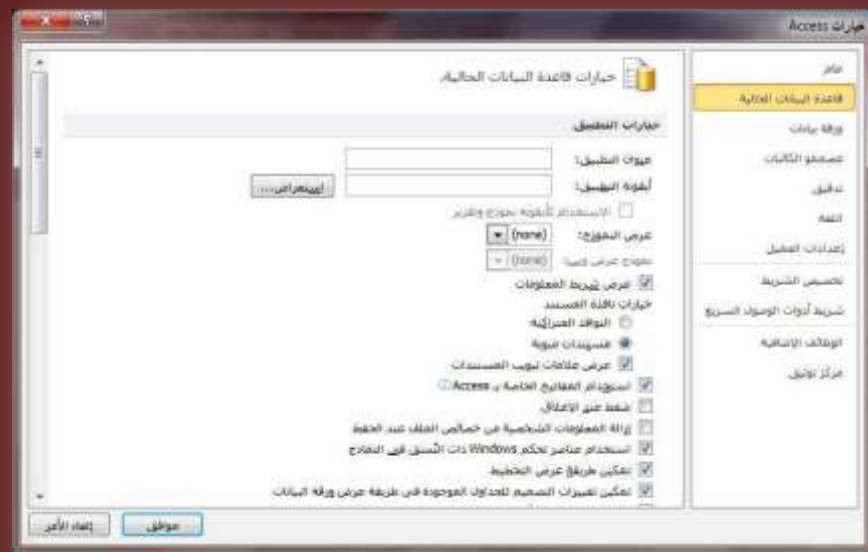 خيارات Access
عام
قاعدة البيانات الحالية
ورقة بيانات
مصممو الكائنات
تدقيق
اللغة
إعدادات العميل
تخصيص الشريط
شريط أدوات الوصول السريع
الوظائف الإضافية
مركز توثيق
خيارات قاعدة البيانات الحالية.
خيارات التطبيق
عنوان التطبيق:
أيقونة التطبيق:
استعراض...
الاستخدام كأيقونة نموذج وتقرير
عرض النموذج: (none)
نموذج عرض ويب: (none)
عرض شريط المعلومات
خيارات نافذة المستند
النوافذ المتراكبة
مستندات مبوبة
عرض علامات تبويب المستندات
استخدام المفاتيح الخاصة بـ Access
ضغط عند الإغلاق
إزالة المعلومات الشخصية من خصائص الملف عند الحفظ
استخدام عناصر تحكم Windows ذات النُسق في النماذج
تمكين طريقة عرض التخطيط
تمكين تغييرات التصميم للجداول الموجودة في طريقة عرض ورقة البيانات
موافق
إلغاء الأمر